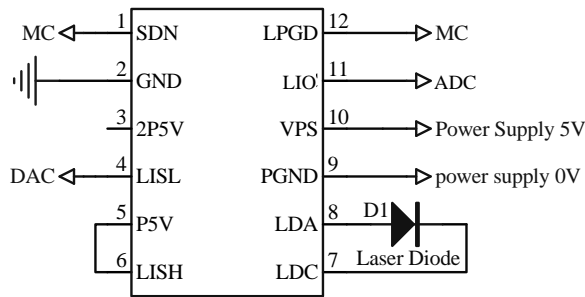 MC 1 SDN LPGD 12 MC
2 GND LIO 11 ADC
3 2P5V VPS 10 Power Supply 5V
DAC 4 LISL PGND 9 power supply 0V
5 P5V LDA 8 D1
6 LISH LDC 7 Laser Diode